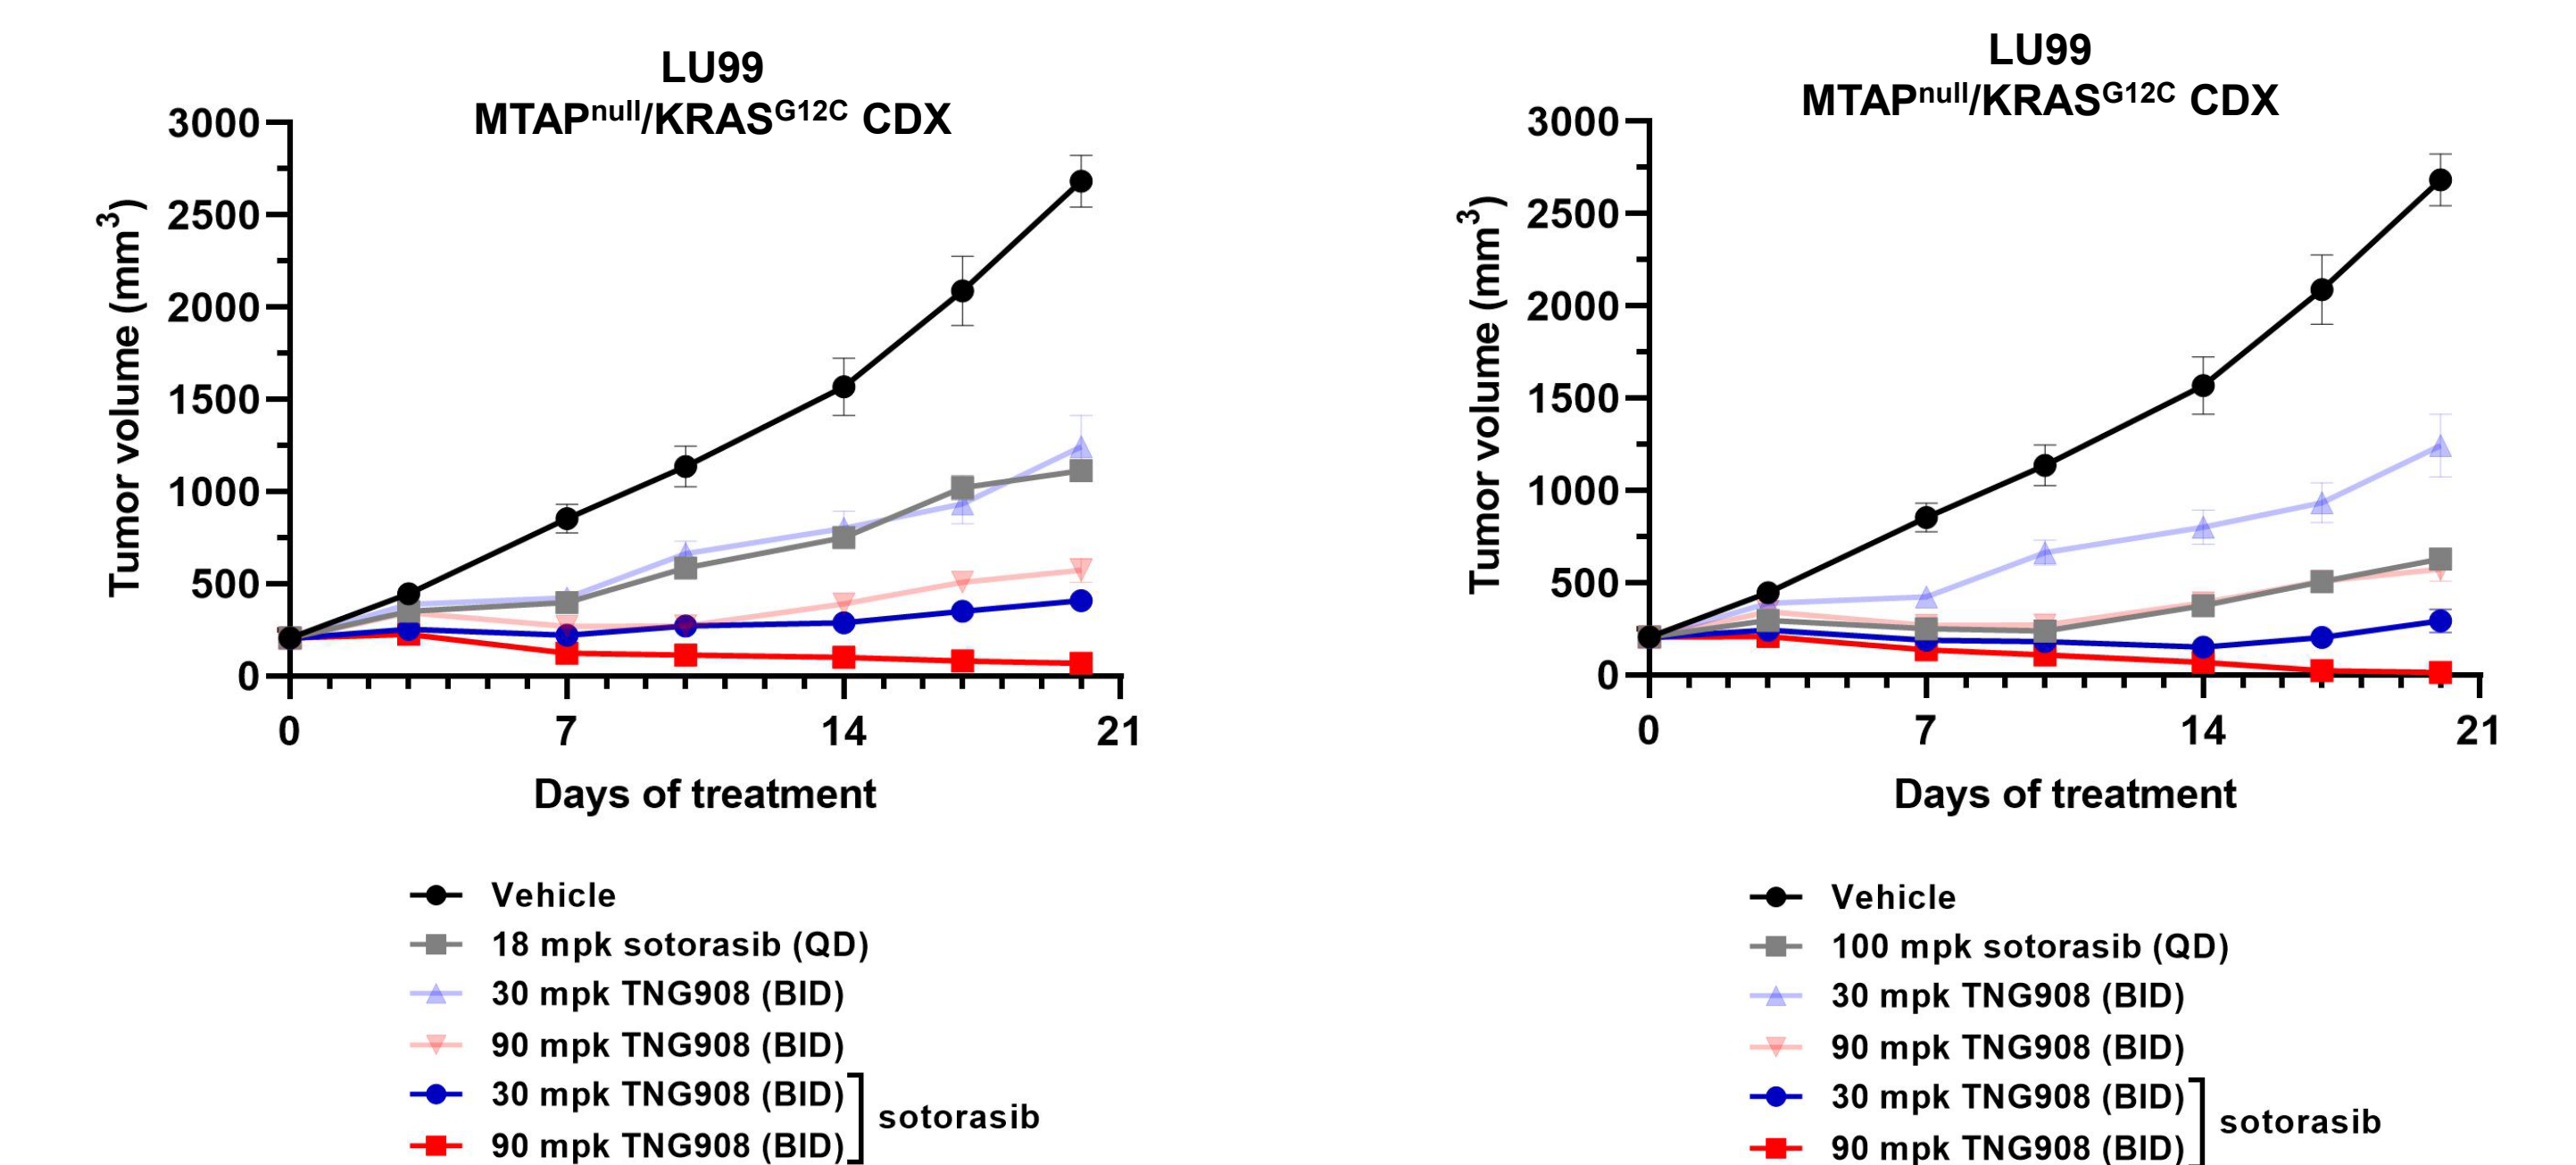 LU99
MTAPnull/KRASG12C CDX
3000
2500
2000
1500
1000
500
0
Tumor volume (mm3)
0 7 14 21
Days of treatment
Vehicle
18 mpk sotorasib (QD)
30 mpk TNG908 (BID)
90 mpk TNG908 (BID)
30 mpk TNG908 (BID)
90 mpk TNG908 (BID)
sotorasib
LU99
MTAPnull/KRASG12C CDX
3000
2500
2000
1500
1000
500
0
Tumor volume (mm3)
0 7 14 21
Days of treatment
Vehicle
100 mpk sotorasib (QD)
30 mpk TNG908 (BID)
90 mpk TNG908 (BID)
30 mpk TNG908 (BID)
90 mpk TNG908 (BID)
sotorasib